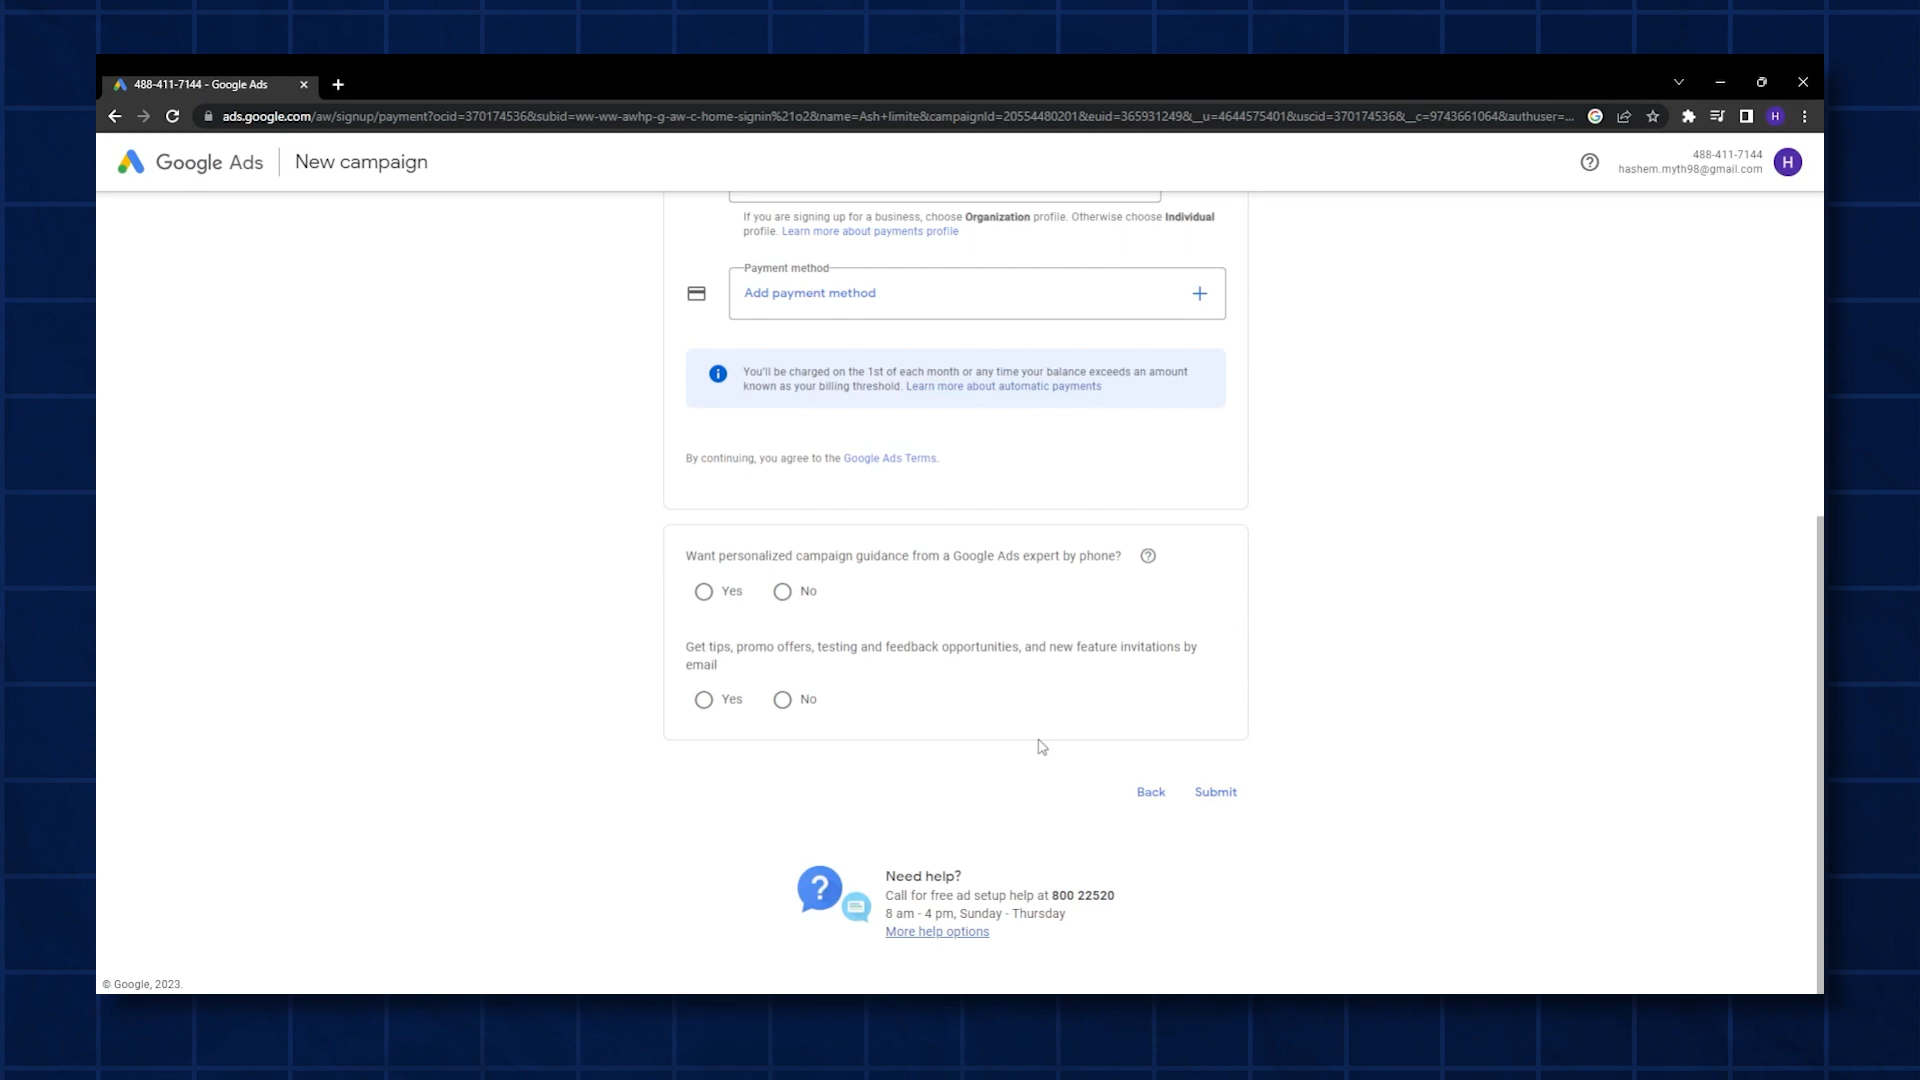 488-411-7144 - Google Ads
ads.google.com/aw/signup/payment?ocid=370174536&subid=ww-ww-awhp-g-aw-c-home-signin%21o2&name=Ash+limite&campaignId=20554480201&euid=365931249&__u=4644575401&uscid=370174536&__c=9743661064&authuser=...
H
Google Ads
New campaign
488-411-7144
hashem.myth98@gmail.com
H
If you are signing up for a business, choose Organization profile. Otherwise choose Individual
profile. Learn more about payments profile
Payment method
Add payment method
You'll be charged on the 1st of each month or any time your balance exceeds an amount
known as your billing threshold. Learn more about automatic payments
By continuing, you agree to the Google Ads Terms.
Want personalized campaign guidance from a Google Ads expert by phone?
Yes No
Get tips, promo offers, testing and feedback opportunities, and new feature invitations by
email
Yes No
Back Submit
Need help?
Call for free ad setup help at 800 22520
8 am - 4 pm, Sunday - Thursday
More help options
© Google, 2023.